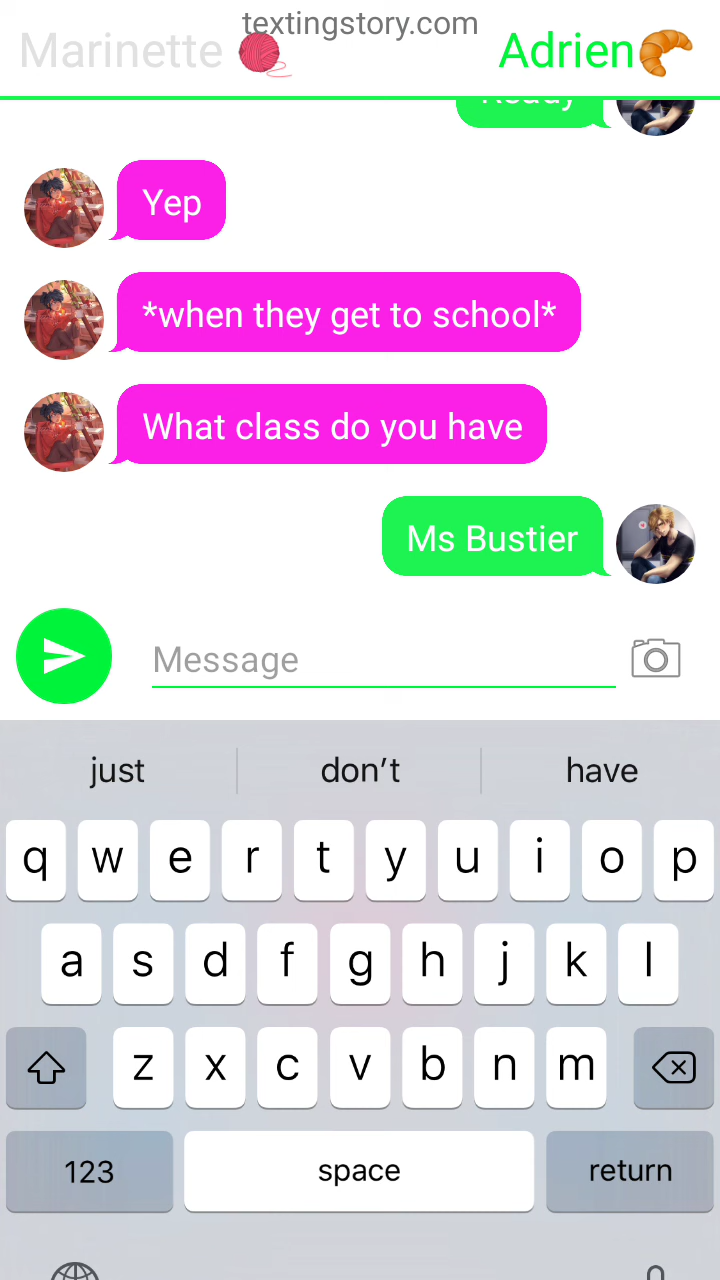 textingstory.com
Marinette
Adrien
Ready
Yep
*when they get to school*
What class do you have
Ms Bustier
Message
just don't have
q w e r t y u i o p
a s d f g h j k l
z x c v b n m
123 space return